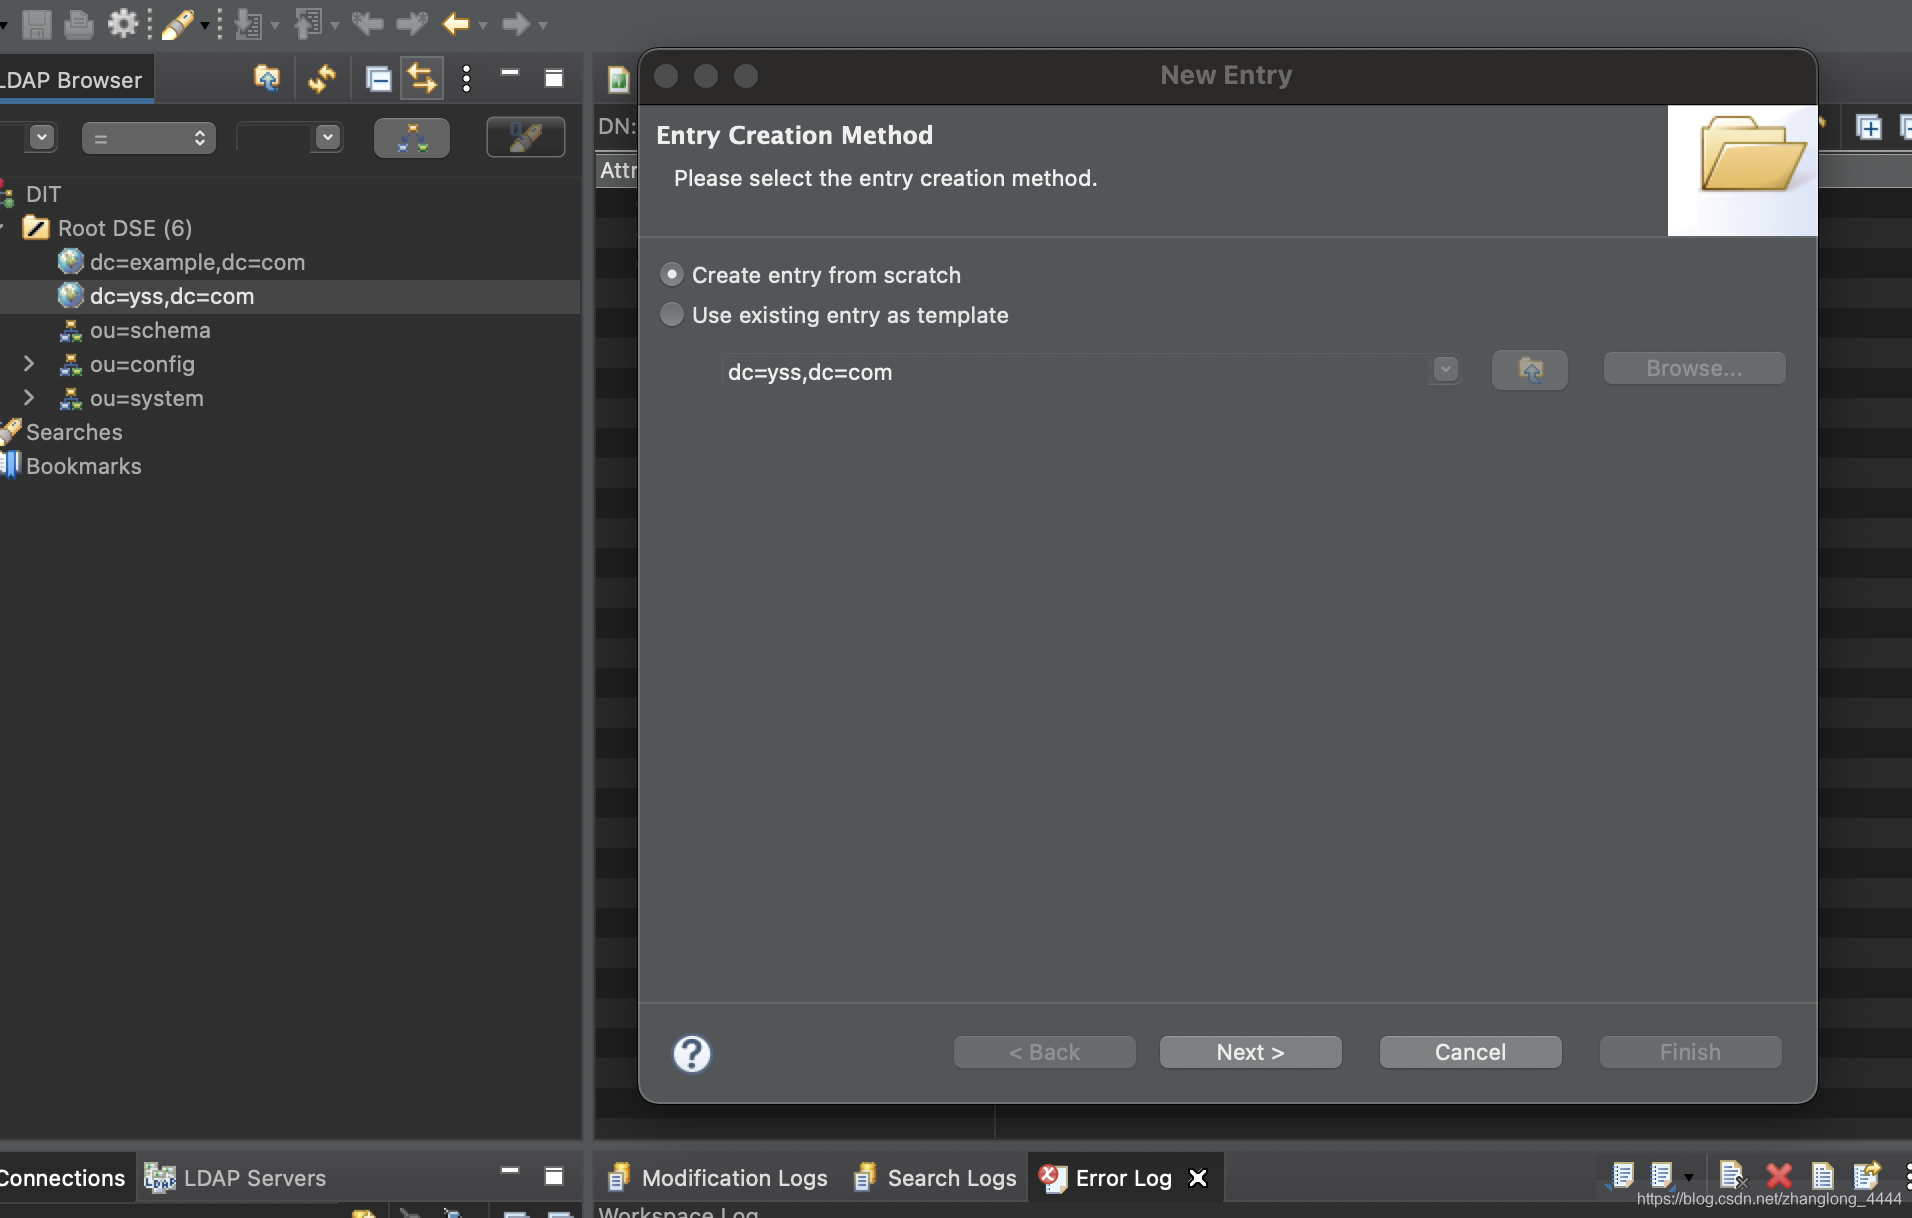 LDAP Browser
=
DIT
Root DSE (6)
dc=example,dc=com
dc=yss,dc=com
ou=schema
ou=config
ou=system
Searches
Bookmarks
DN:
Attr
New Entry
Entry Creation Method
Please select the entry creation method.
Create entry from scratch
Use existing entry as template
dc=yss,dc=com
Browse...
?
< Back
Next >
Cancel
Finish
Connections
LDAP Servers
Modification Logs
Search Logs
Error Log
Workspace Log
https://blog.csdn.net/zhanglong_4444